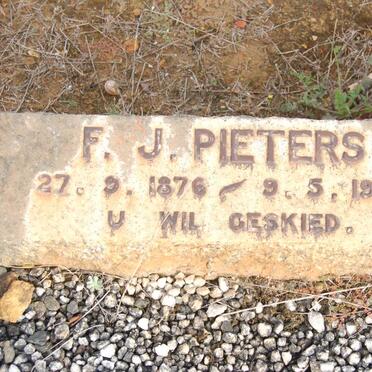 F. J. PIETERS
27. 9. 1876 - 9. 5. 19
U WIL GESKIED.